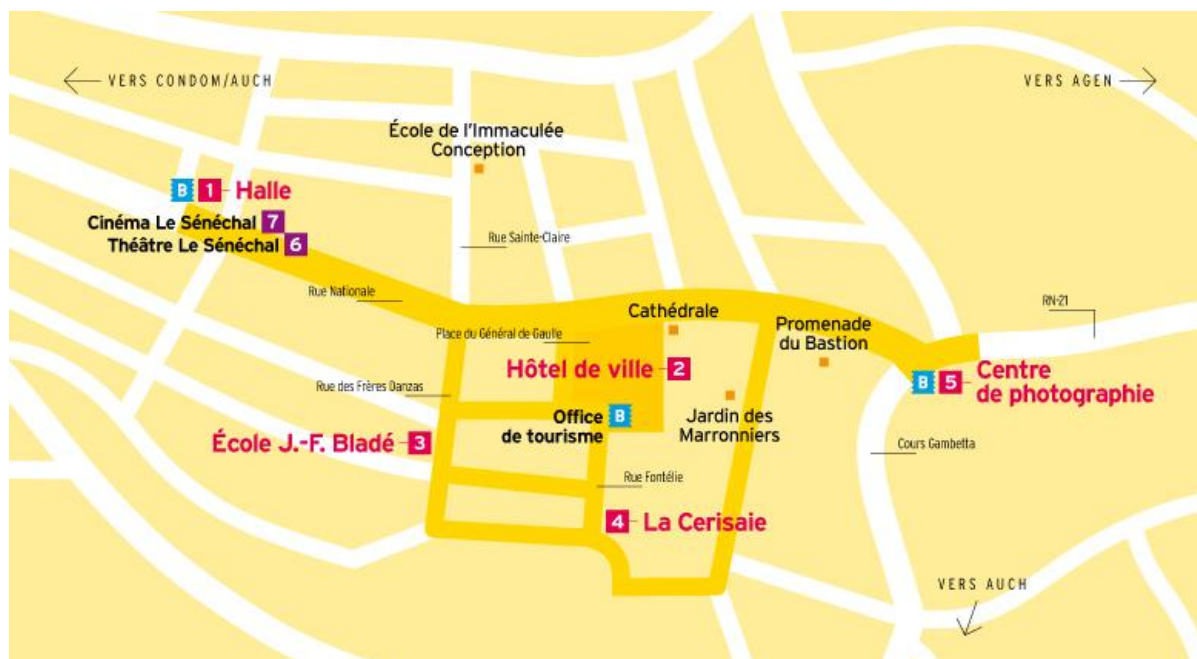 VERS CONDOM/AUCH
VERS AGEN
École de l'Immaculée
Conception
B 1 Halle
Cinéma Le Sénéchal 7
Théâtre Le Sénéchal 6
Rue Sainte-Claire
Rue Nationale
RN-21
Cathédrale
Place du Général de Gaulle
Promenade
du Bastion
Hôtel de ville 2
B 5 Centre
de photographie
Rue des Frères Danzas
Office
de tourisme
B
Jardin des
Marronniers
École J.-F. Bladé 3
Cours Gambetta
Rue Fontélie
4 La Cerisaie
VERS AUCH